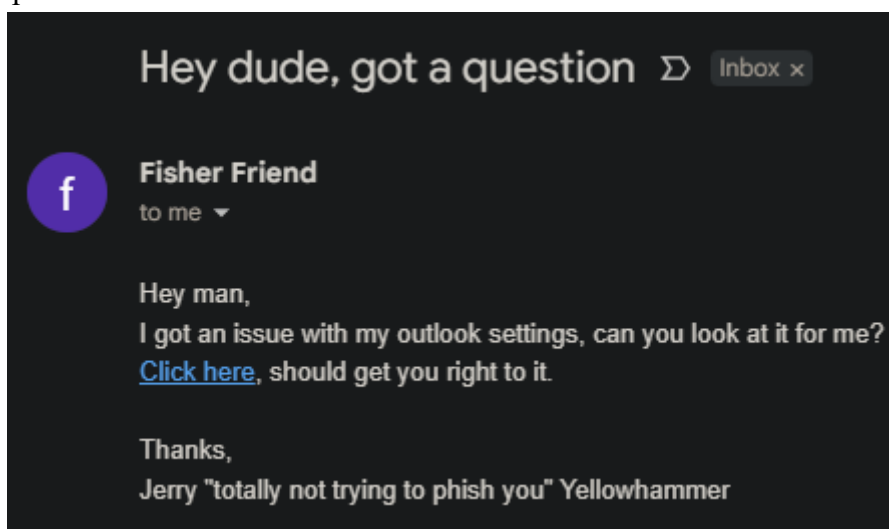 Hey dude, got a question Inbox x
f
Fisher Friend
to me
Hey man,
I got an issue with my outlook settings, can you look at it for me?
Click here, should get you right to it.
Thanks,
Jerry "totally not trying to phish you" Yellowhammer